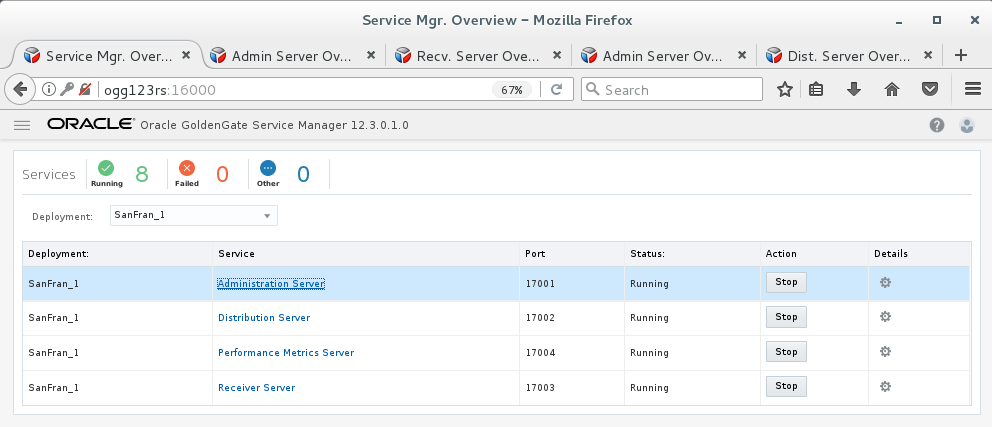 Service Mgr. Overview – Mozilla Firefox
Service Mgr. Over... Admin Server Ov... Recv. Server Ove... Admin Server Ov... Dist. Server Over...
ogg123rs:16000 67% Search
ORACLE Oracle GoldenGate Service Manager 12.3.0.1.0
Services Running 8 Failed 0 Other 0
Deployment: SanFran_1
Deployment: Service Port Status: Action Details
SanFran_1 Administration Server 17001 Running Stop
SanFran_1 Distribution Server 17002 Running Stop
SanFran_1 Performance Metrics Server 17004 Running Stop
SanFran_1 Receiver Server 17003 Running Stop